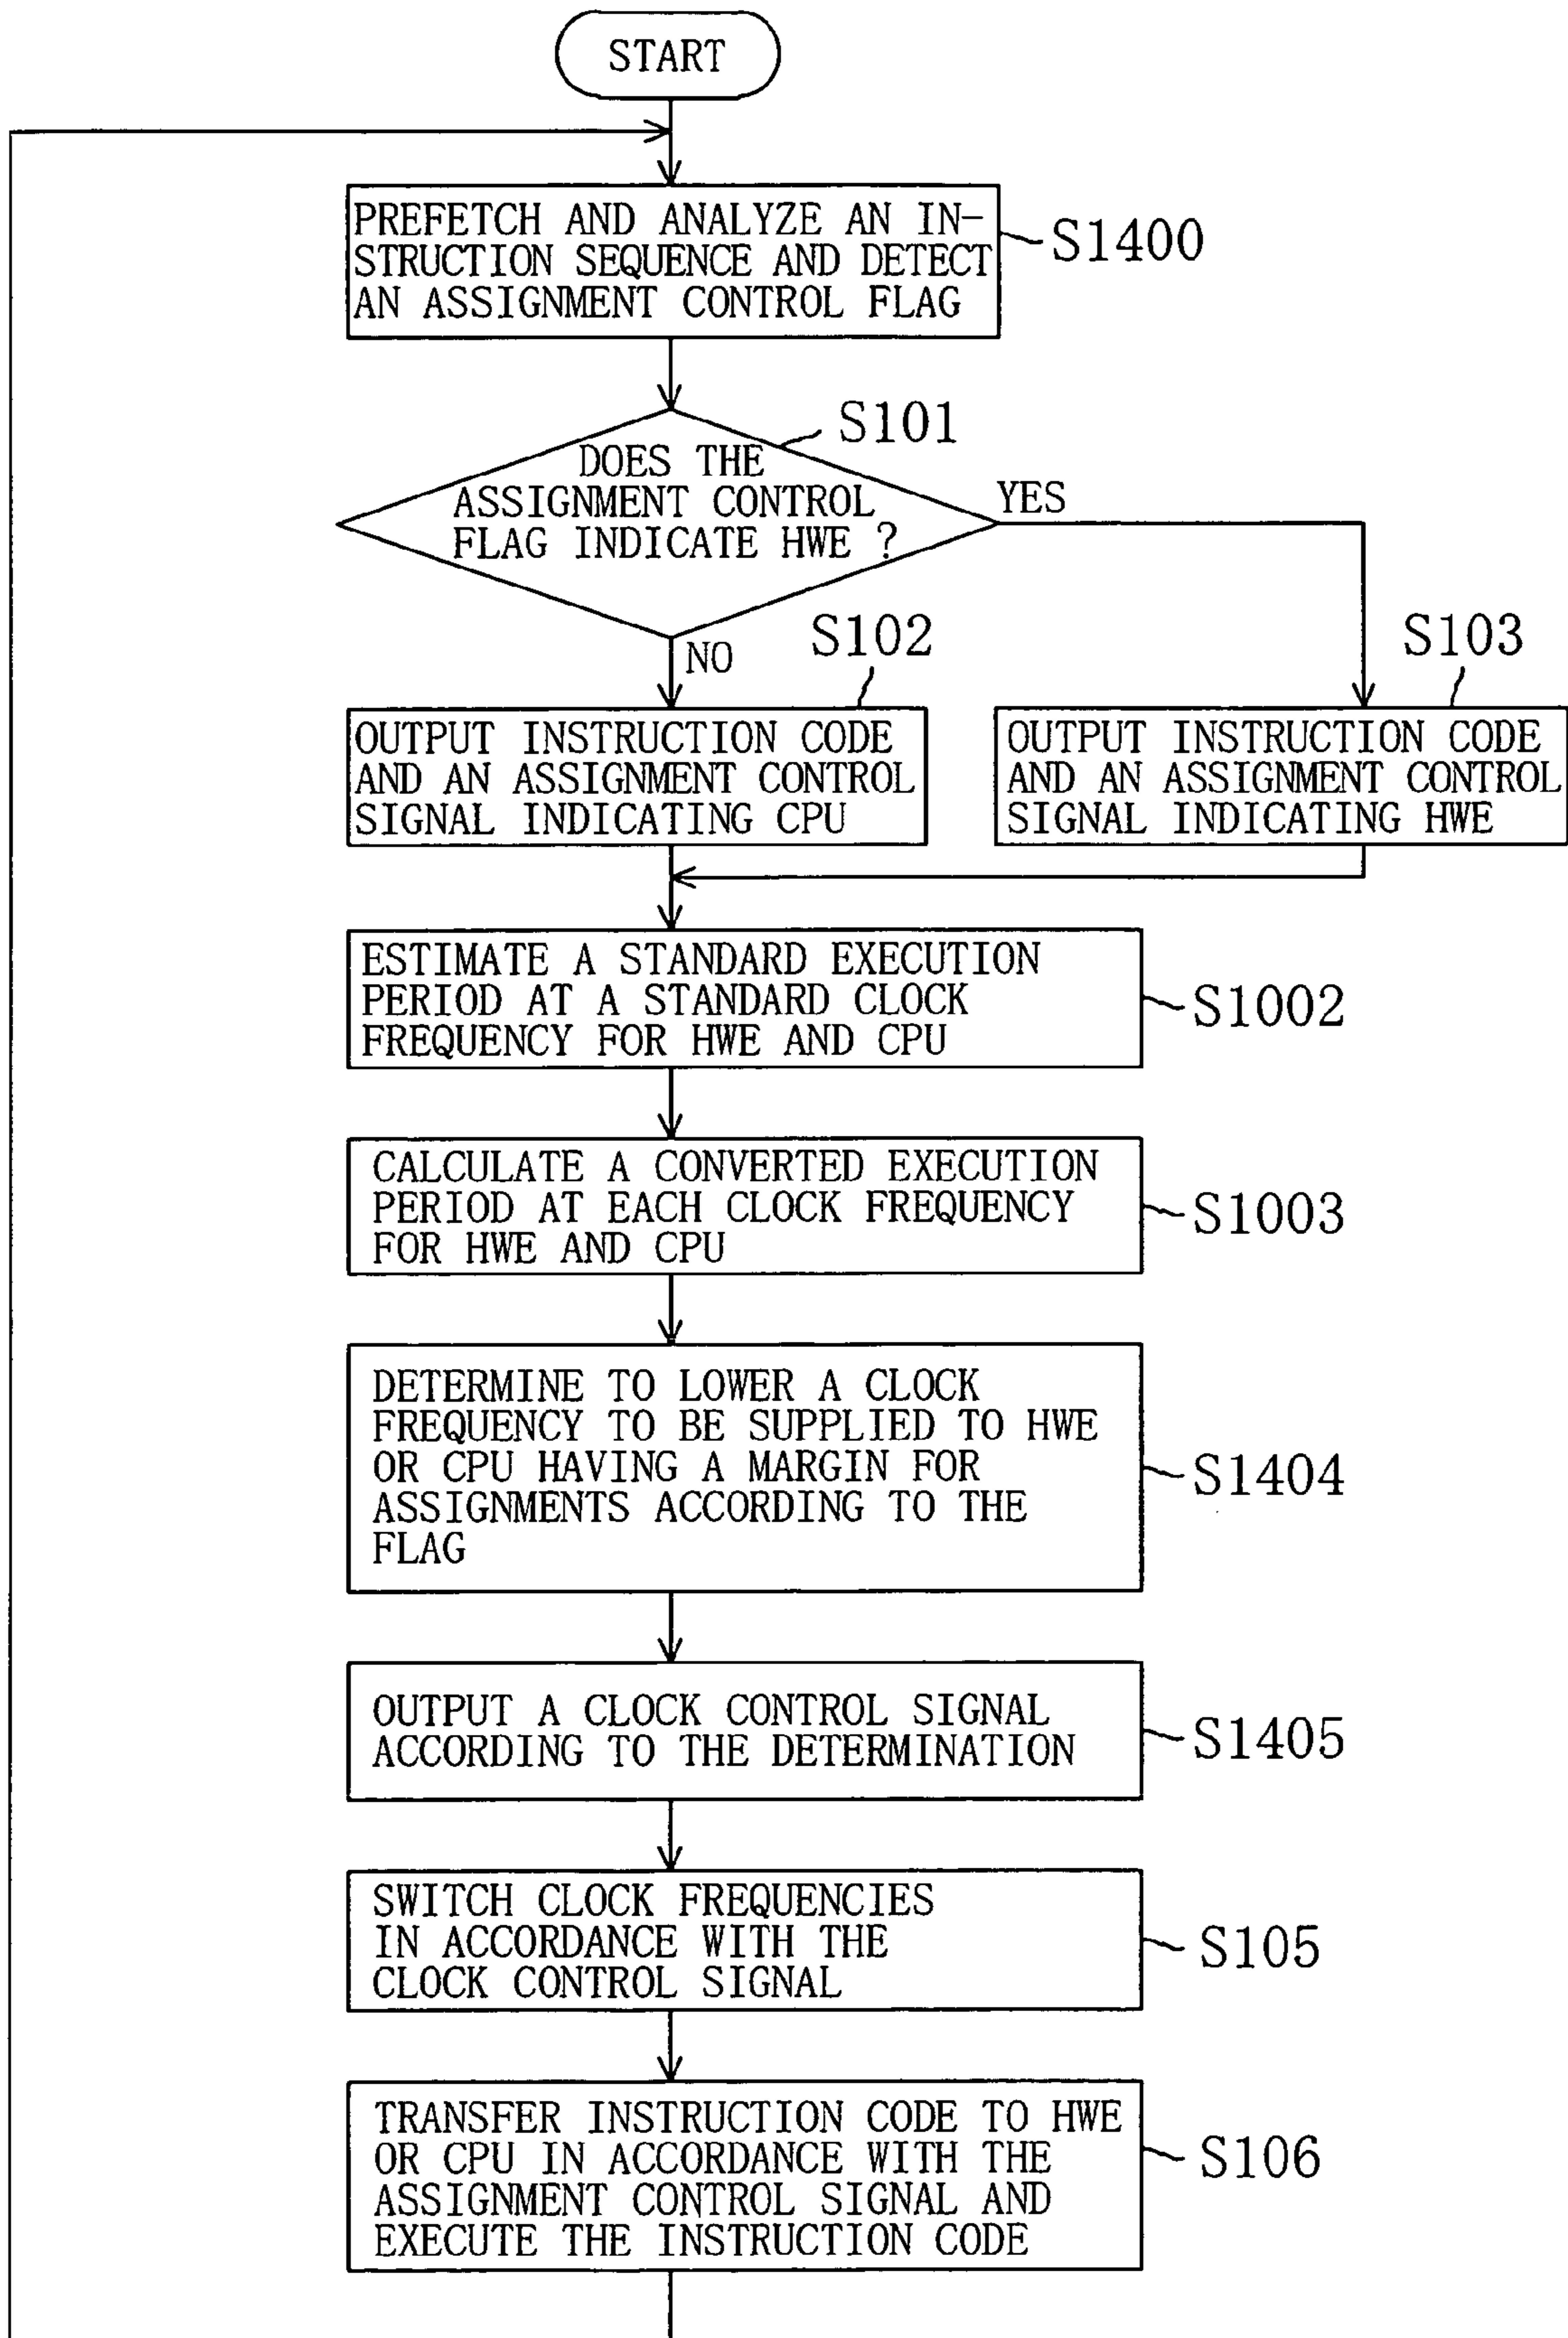 START
PREFETCH AND ANALYZE AN IN-
STRUCTION SEQUENCE AND DETECT
AN ASSIGNMENT CONTROL FLAG
S1400
S101
DOES THE
ASSIGNMENT CONTROL
FLAG INDICATE HWE ?
YES
NO
S102
S103
OUTPUT INSTRUCTION CODE
AND AN ASSIGNMENT CONTROL
SIGNAL INDICATING CPU
OUTPUT INSTRUCTION CODE
AND AN ASSIGNMENT CONTROL
SIGNAL INDICATING HWE
ESTIMATE A STANDARD EXECUTION
PERIOD AT A STANDARD CLOCK
FREQUENCY FOR HWE AND CPU
S1002
CALCULATE A CONVERTED EXECUTION
PERIOD AT EACH CLOCK FREQUENCY
FOR HWE AND CPU
S1003
DETERMINE TO LOWER A CLOCK
FREQUENCY TO BE SUPPLIED TO HWE
OR CPU HAVING A MARGIN FOR
ASSIGNMENTS ACCORDING TO THE
FLAG
S1404
OUTPUT A CLOCK CONTROL SIGNAL
ACCORDING TO THE DETERMINATION
S1405
SWITCH CLOCK FREQUENCIES
IN ACCORDANCE WITH THE
CLOCK CONTROL SIGNAL
S105
TRANSFER INSTRUCTION CODE TO HWE
OR CPU IN ACCORDANCE WITH THE
ASSIGNMENT CONTROL SIGNAL AND
EXECUTE THE INSTRUCTION CODE
S106